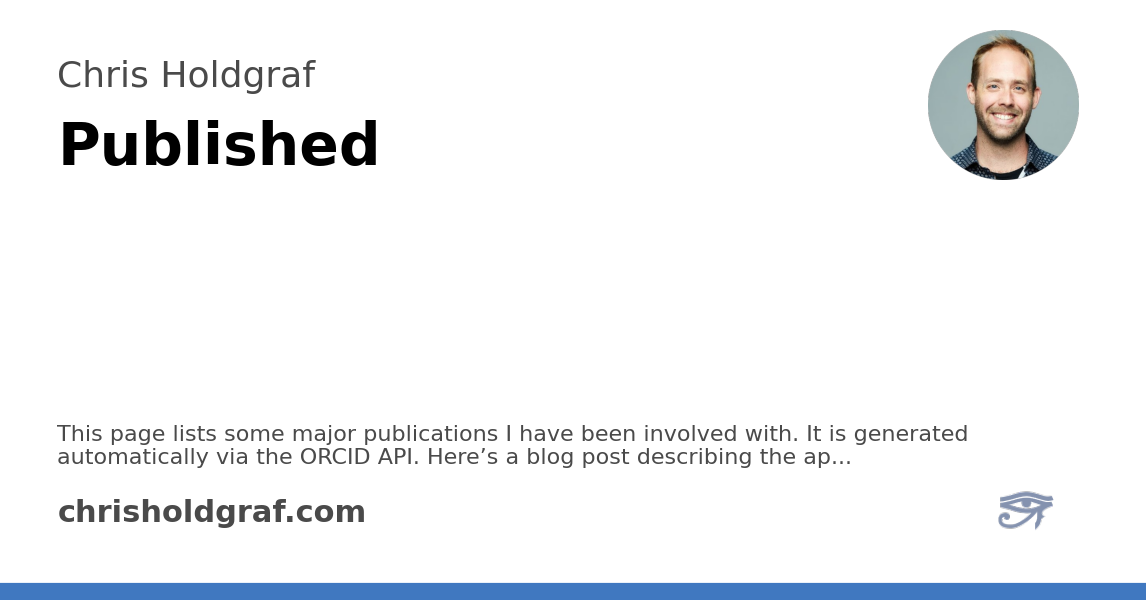 Chris Holdgraf
Published
This page lists some major publications I have been involved with. It is generated
automatically via the ORCID API. Here’s a blog post describing the ap...
chrisholdgraf.com